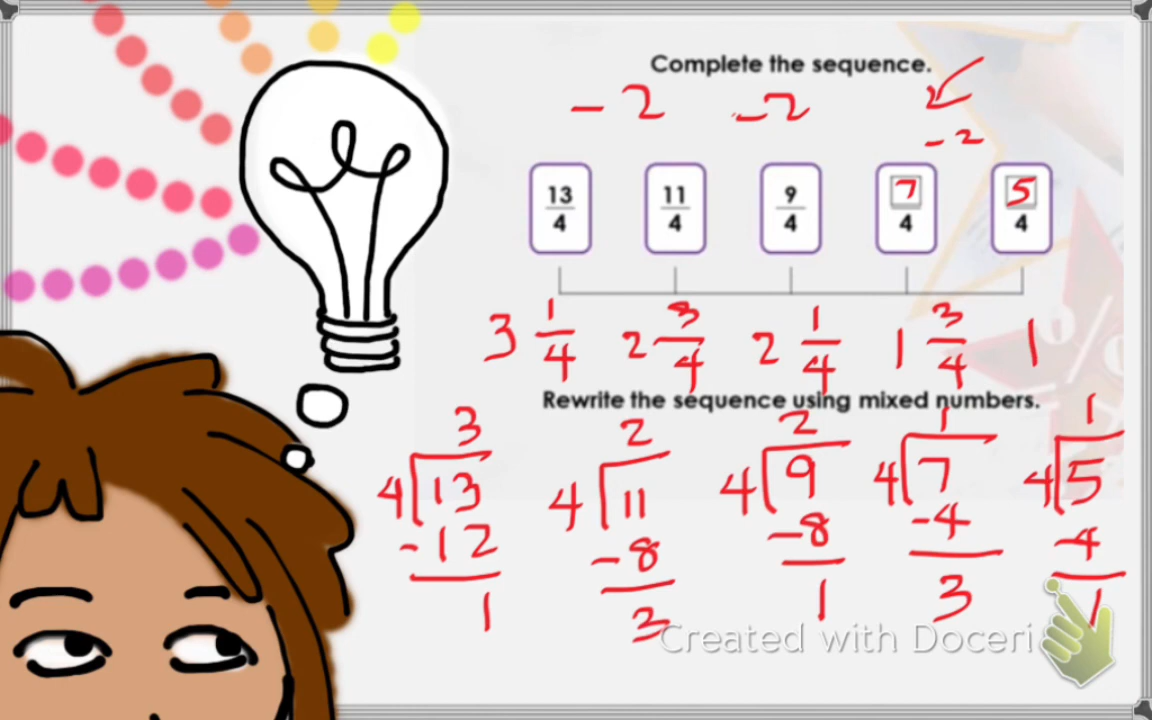 Complete the sequence.
- 2 - 2
- 2
13/4 11/4 9/4 7/4 5/4
3 1/4 2 3/4 2 1/4 1 3/4 1
Rewrite the sequence using mixed numbers.
3 2 2 1 1
4 13 4 11 4 9 4 7 4 5
-12 -8 -8 -4 -4
1 3 1 3 1
Created with Doceri